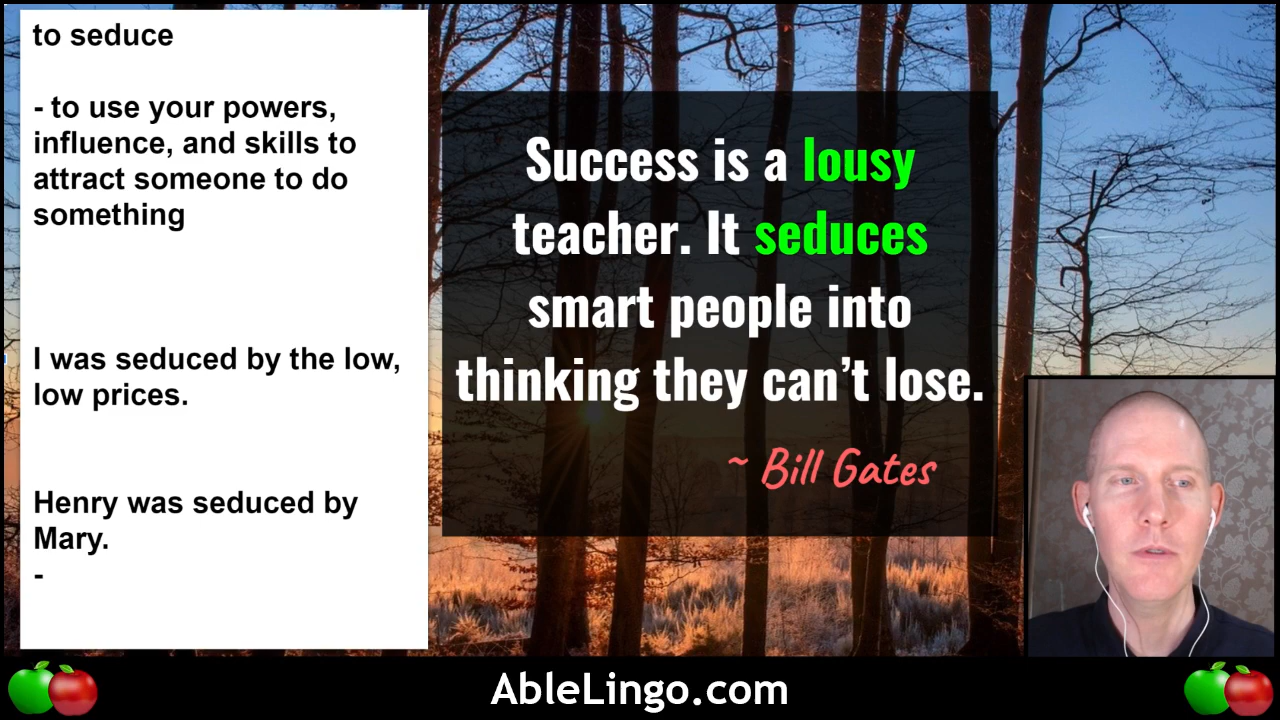 to seduce
- to use your powers,
influence, and skills to
attract someone to do
something
I was seduced by the low,
low prices.
Henry was seduced by
Mary.
-
Success is a lousy
teacher. It seduces
smart people into
thinking they can’t lose.
~ Bill Gates
AbleLingo.com